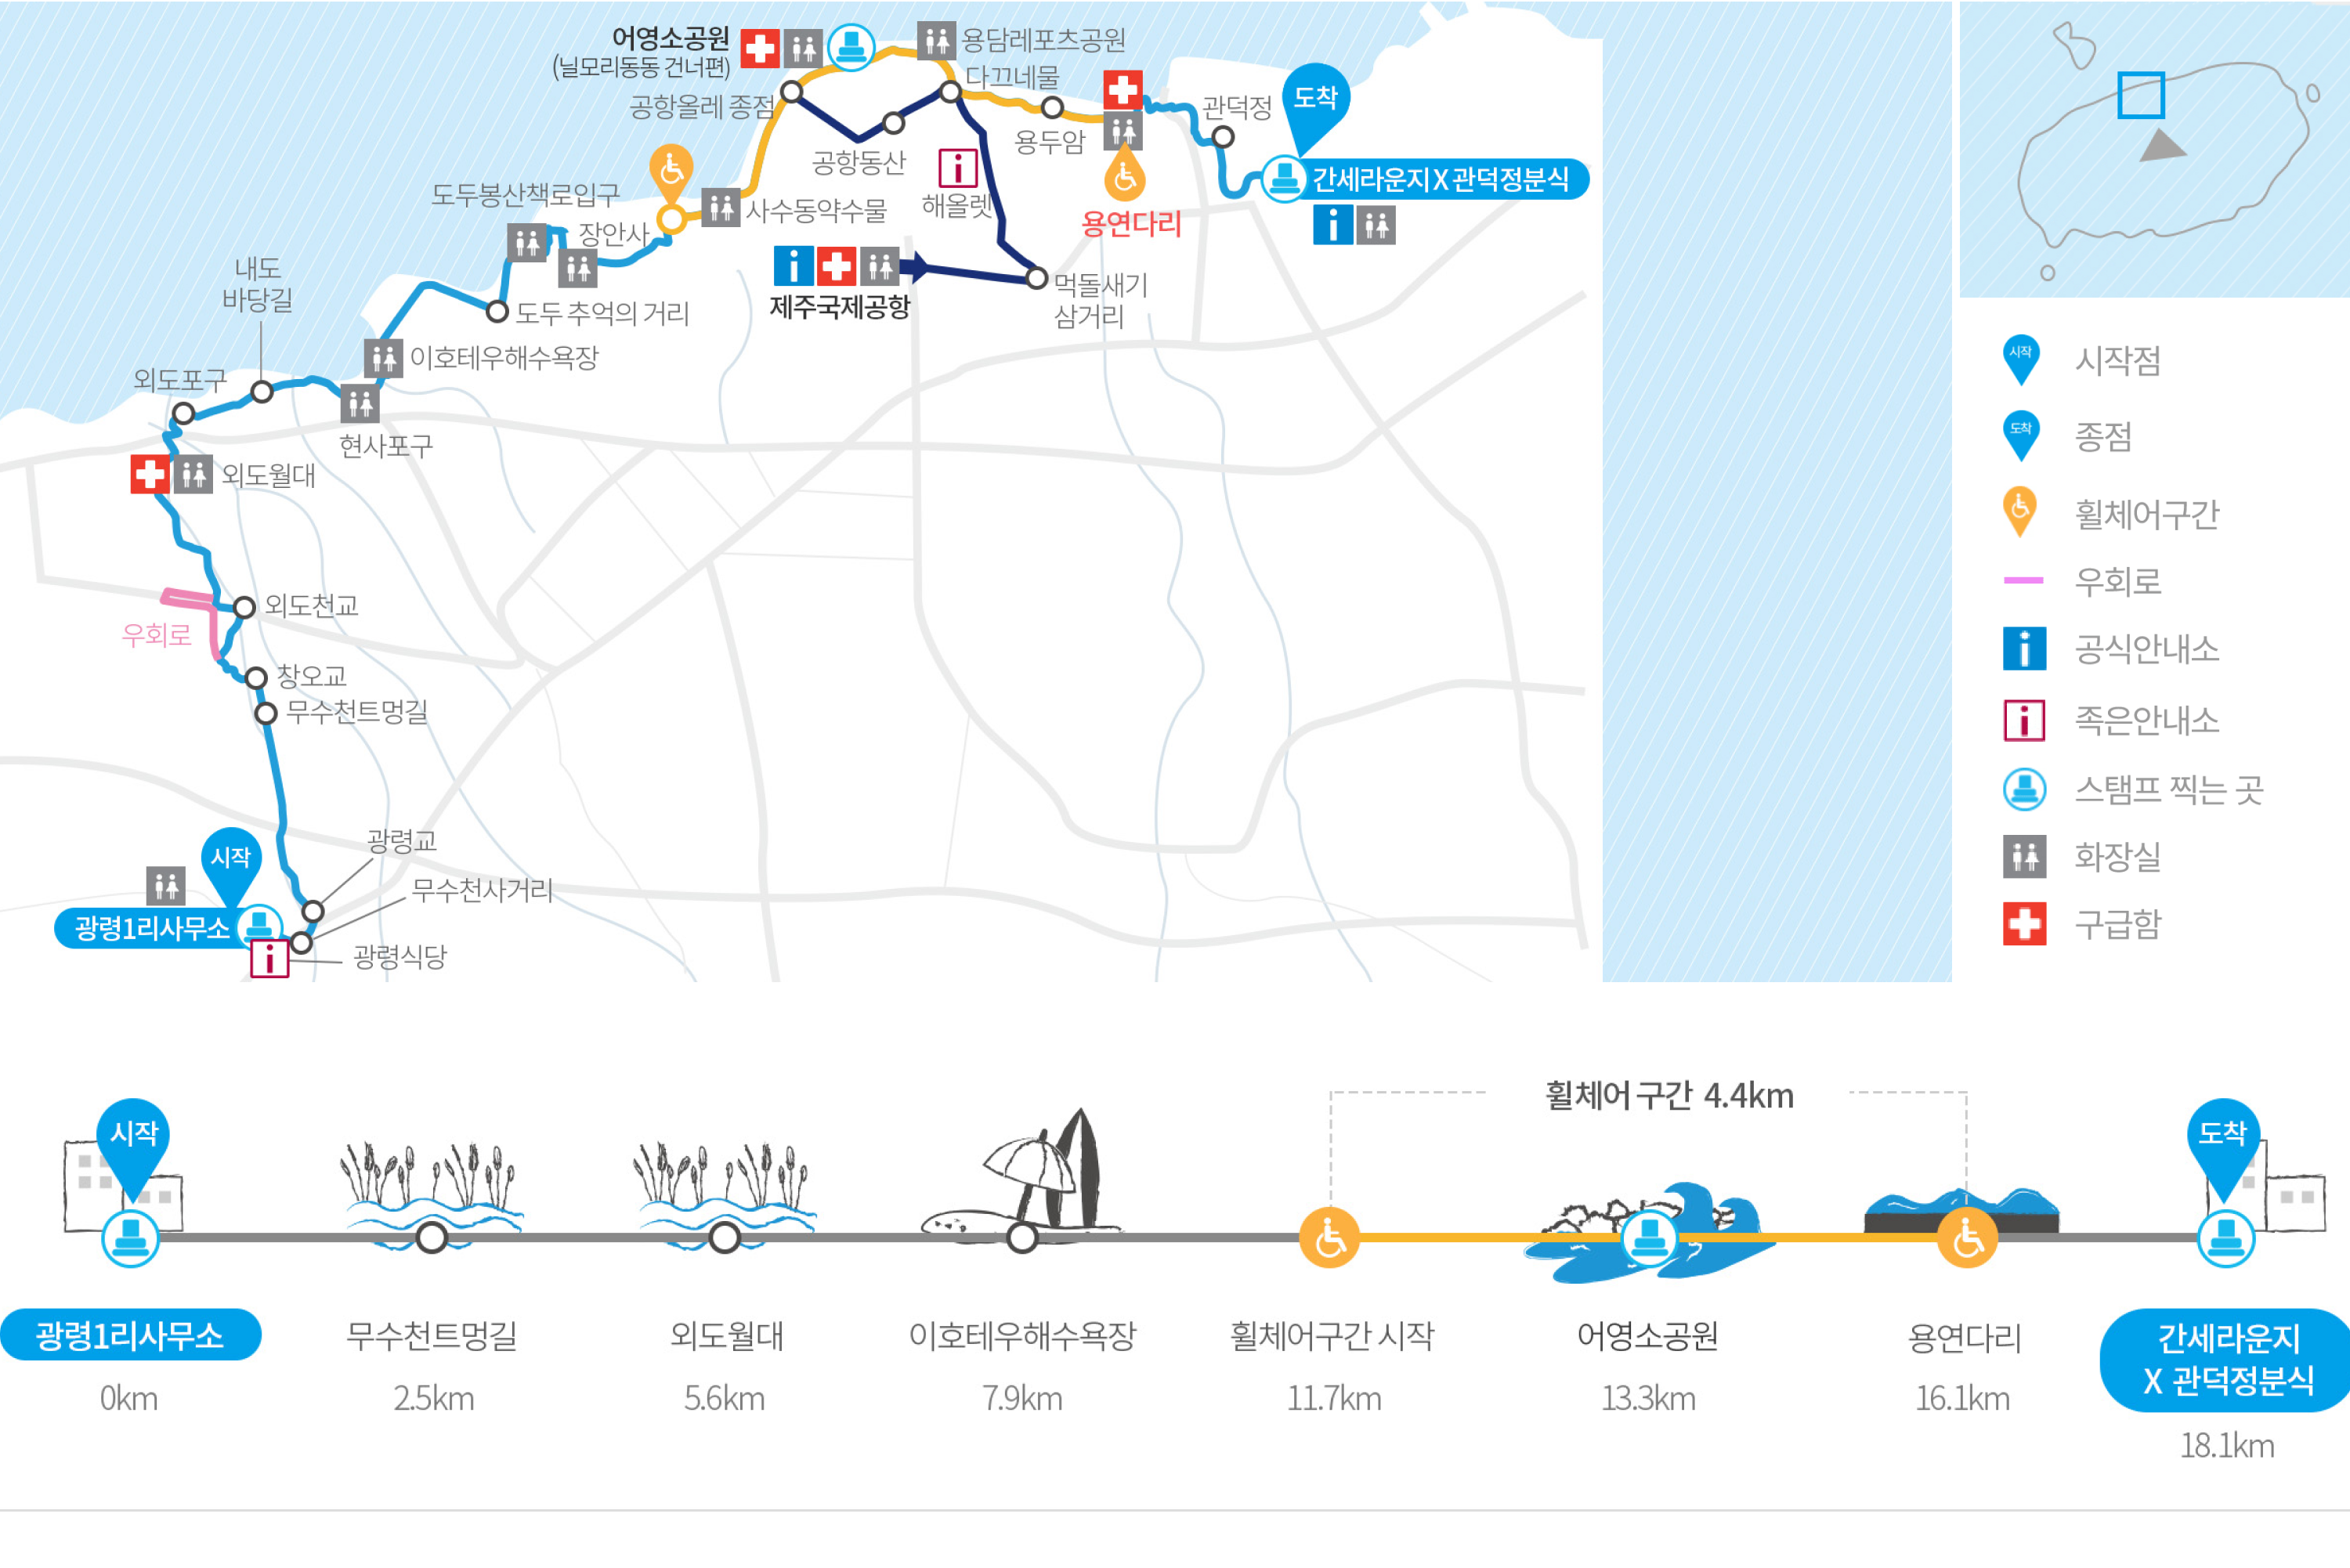 어영소공원
(닐모리동동 건너편)
용담레포츠공원
다끄네물
공항올레 종점
관덕정
도착
용두암
공항동산
간세라운지 X 관덕정분식
도두봉산책로입구
사수동약수물
해올렛
용연다리
장안사
내도
바당길
제주국제공항
먹돌새기
삼거리
도두 추억의 거리
이호테우해수욕장
외도포구
현사포구
외도월대
외도천교
우회로
창오교
무수천트멍길
광령교
시작
무수천사거리
광령1리사무소
광령식당
시작
시작점
도착
종점
휠체어구간
우회로
공식안내소
족은안내소
스탬프 찍는 곳
화장실
구급함
휠체어 구간 4.4km
시작
도착
광령1리사무소
0km
무수천트멍길
2.5km
외도월대
5.6km
이호테우해수욕장
7.9km
휠체어구간 시작
11.7km
어영소공원
13.3km
용연다리
16.1km
간세라운지
X 관덕정분식
18.1km